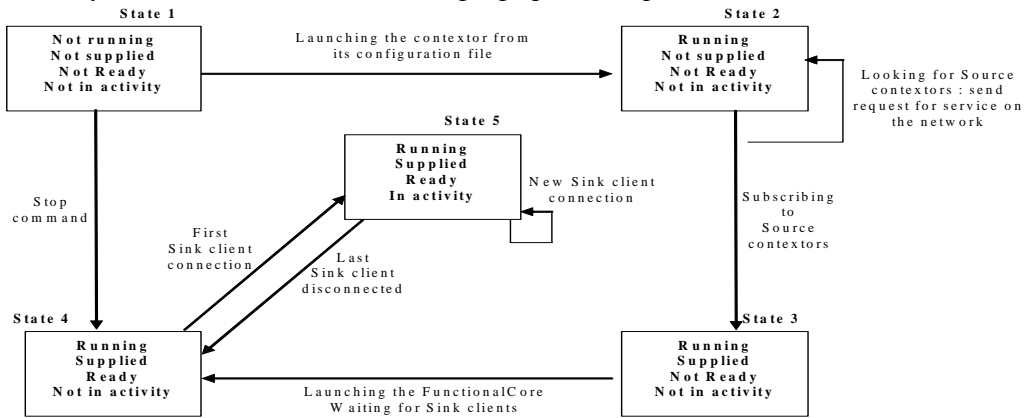 State 1
Not running
Not supplied
Not Ready
Not in activity
Launching the contextor from
its configuration file
State 2
Running
Not supplied
Not Ready
Not in activity
Looking for Source
contextors : send
request for service on
the network
State 5
Running
Supplied
Ready
In activity
New Sink client
connection
Stop
command
First
Sink client
connection
Last
Sink client
disconnected
Subscribing
to
Source
contextors
State 4
Running
Supplied
Ready
Not in activity
Launching the FunctionalCore
Waiting for Sink clients
State 3
Running
Supplied
Not Ready
Not in activity